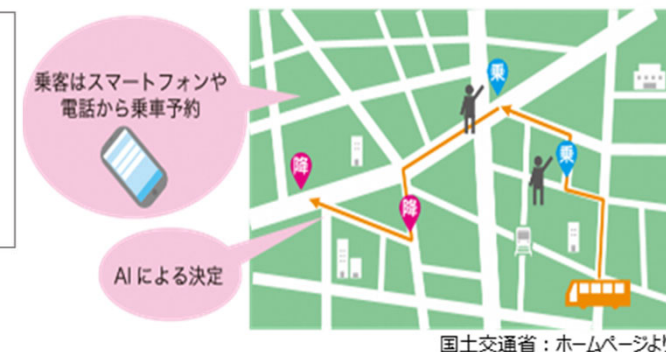 乗客はスマートフォンや
電話から乗車予約
乗
乗
降
降
AIによる決定
国土交通省：ホームページより